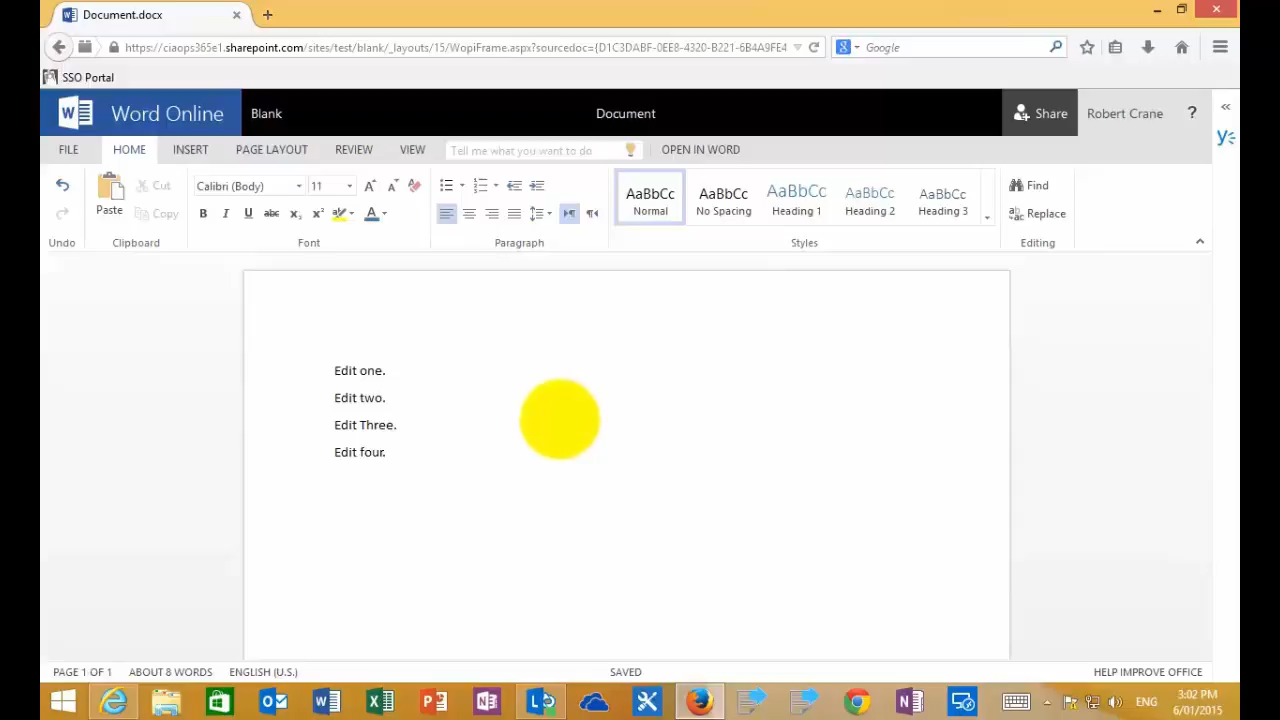 Document.docx
https://ciaops365e1.sharepoint.com/sites/test/blank/_layouts/15/WopiFrame.aspx?sourcedoc={D1C3DABF-0EE8-4320-B221-6B4A9FE4
Google
SSO Portal
Word Online
Blank
Document
Share
Robert Crane
?
FILE HOME INSERT PAGE LAYOUT REVIEW VIEW Tell me what you want to do OPEN IN WORD
Cut
Copy
Paste
Calibri (Body) 11
B I U abc x₂ x²
AaBbCc AaBbCc AaBbCc AaBbCc AaBbCc
Normal No Spacing Heading 1 Heading 2 Heading 3
Find
Replace
Undo Clipboard Font Paragraph Styles Editing
Edit one.
Edit two.
Edit Three.
Edit four.
PAGE 1 OF 1 ABOUT 8 WORDS ENGLISH (U.S.) SAVED HELP IMPROVE OFFICE
ENG
3:02 PM
6/01/2015